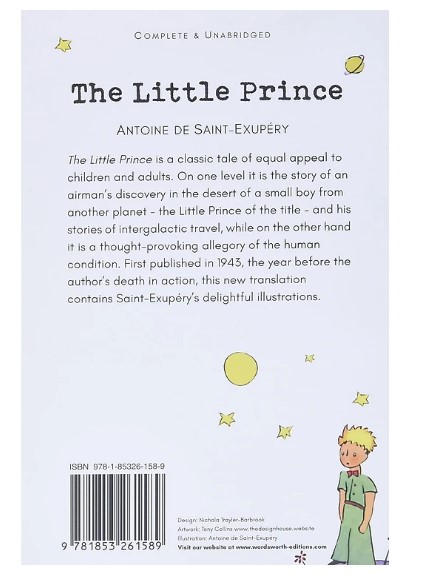 COMPLETE & UNABRIDGED
The Little Prince
ANTOINE DE SAINT-EXUPÉRY
The Little Prince is a classic tale of equal appeal to
children and adults. On one level it is the story of an
airman's discovery in the desert of a small boy from
another planet - the Little Prince of the title - and his
stories of intergalactic travel, while on the other hand
it is a thought-provoking allegory of the human
condition. First published in 1943, the year before the
author's death in action, this new translation
contains Saint-Exupéry's delightful illustrations.
ISBN 978-1-85326-158-9
9 781853 261589
Design: Nichola Trayler-Barbrook
Artwork: Tony Collins www.thedesignhouse.website
Illustration: Antoine de Saint-Exupéry
Visit our website at www.wordsworth-editions.com